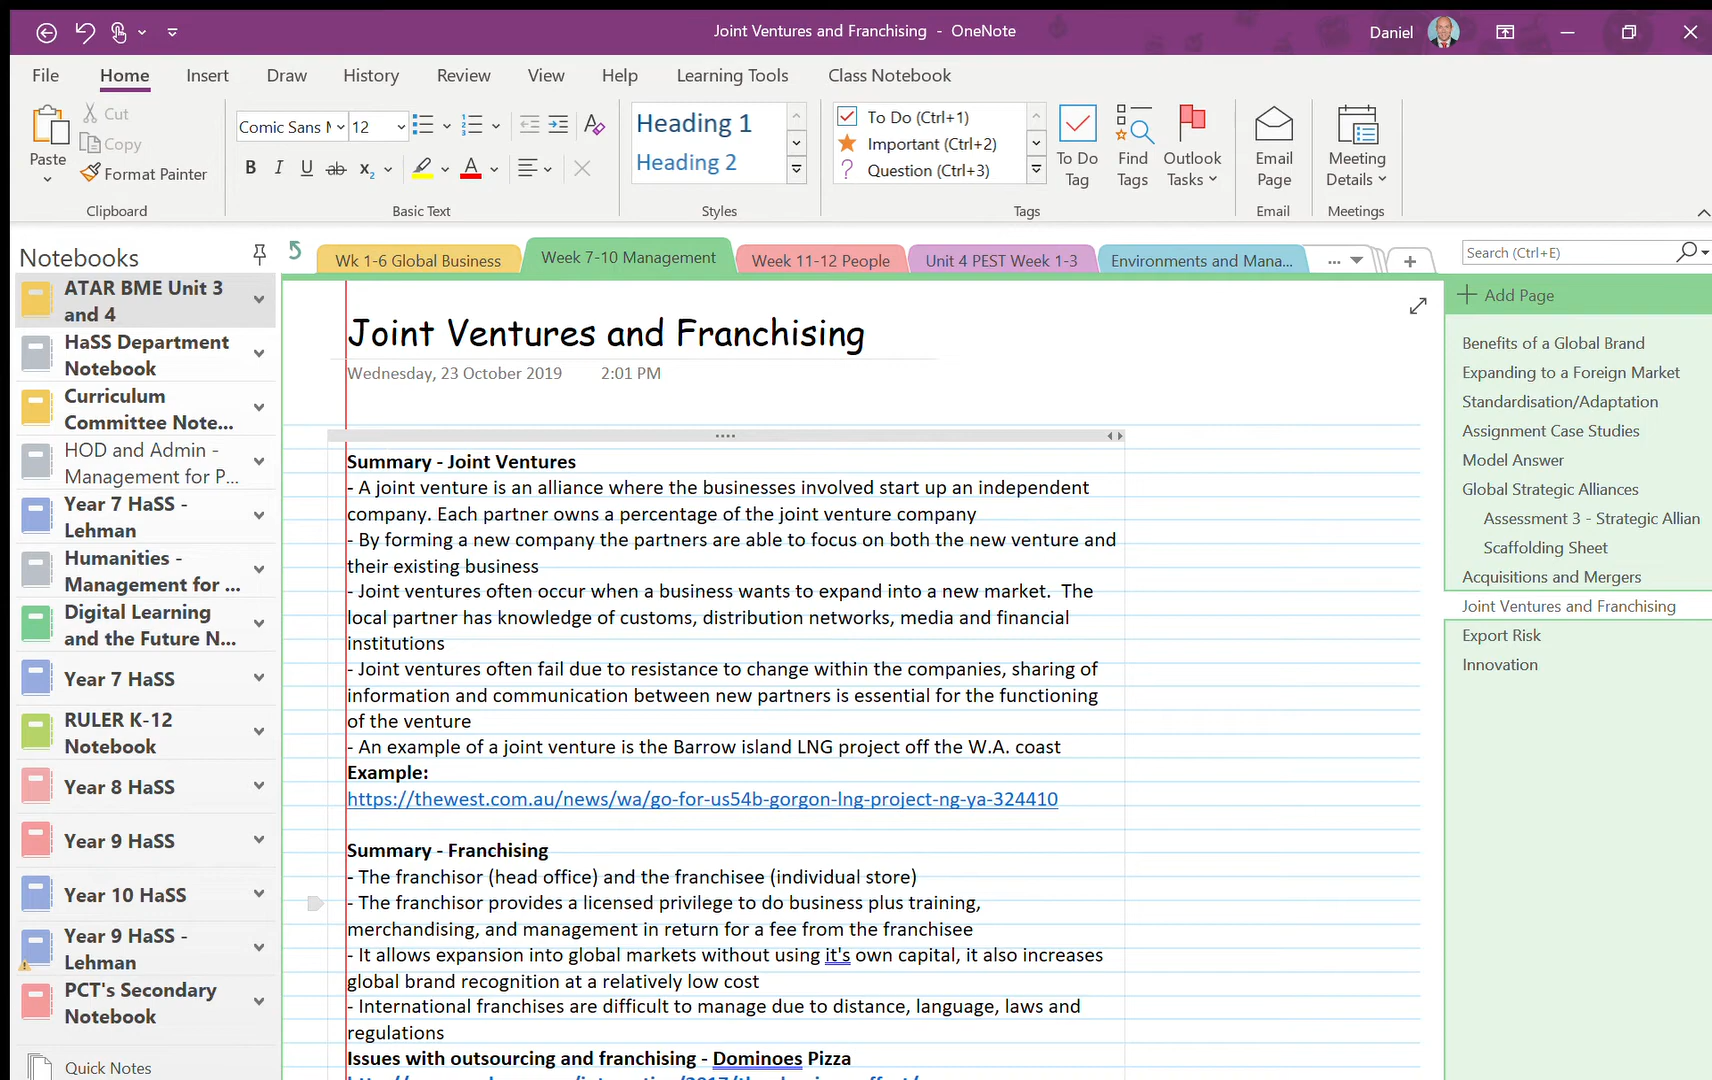 Joint Ventures and Franchising - OneNote
Daniel
File Home Insert Draw History Review View Help Learning Tools Class Notebook
Paste
Cut
Copy
Format Painter
Clipboard
Comic Sans M 12
B I U ab x₂ A
Basic Text
Heading 1
Heading 2
Styles
To Do (Ctrl+1)
Important (Ctrl+2)
Question (Ctrl+3)
To Do Tag
Find Tags
Outlook Tasks
Tags
Email Page
Email
Meeting Details
Meetings
Notebooks
ATAR BME Unit 3
and 4
HaSS Department
Notebook
Curriculum
Committee Note...
HOD and Admin -
Management for P...
Year 7 HaSS -
Lehman
Humanities -
Management for ...
Digital Learning
and the Future N...
Year 7 HaSS
RULER K-12
Notebook
Year 8 HaSS
Year 9 HaSS
Year 10 HaSS
Year 9 HaSS -
Lehman
PCT's Secondary
Notebook
Quick Notes
Wk 1-6 Global Business
Week 7-10 Management
Week 11-12 People
Unit 4 PEST Week 1-3
Environments and Mana...
...
Search (Ctrl+E)
Joint Ventures and Franchising
Wednesday, 23 October 2019 2:01 PM
Summary - Joint Ventures
- A joint venture is an alliance where the businesses involved start up an independent
company. Each partner owns a percentage of the joint venture company
- By forming a new company the partners are able to focus on both the new venture and
their existing business
- Joint ventures often occur when a business wants to expand into a new market.  The
local partner has knowledge of customs, distribution networks, media and financial
institutions
- Joint ventures often fail due to resistance to change within the companies, sharing of
information and communication between new partners is essential for the functioning
of the venture
- An example of a joint venture is the Barrow island LNG project off the W.A. coast
Example:
https://thewest.com.au/news/wa/go-for-us54b-gorgon-lng-project-ng-ya-324410
Summary - Franchising
- The franchisor (head office) and the franchisee (individual store)
- The franchisor provides a licensed privilege to do business plus training,
merchandising, and management in return for a fee from the franchisee
- It allows expansion into global markets without using it's own capital, it also increases
global brand recognition at a relatively low cost
- International franchises are difficult to manage due to distance, language, laws and
regulations
Issues with outsourcing and franchising - Dominoes Pizza
Add Page
Benefits of a Global Brand
Expanding to a Foreign Market
Standardisation/Adaptation
Assignment Case Studies
Model Answer
Global Strategic Alliances
Assessment 3 - Strategic Allian
Scaffolding Sheet
Acquisitions and Mergers
Joint Ventures and Franchising
Export Risk
Innovation